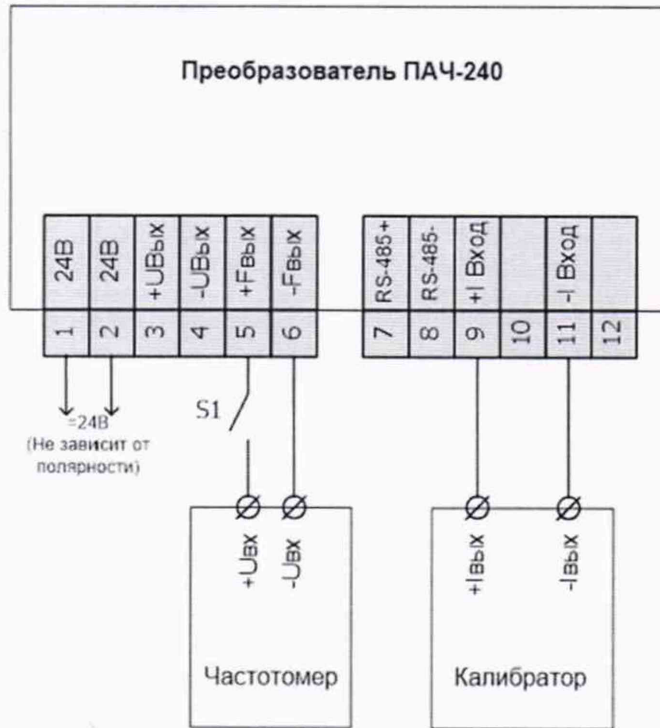 Преобразователь ПАЧ-240
24В
24В
+UВых
-UВых
+Fвых
-Fвых
RS-485+
RS-485-
+I Вход
-I Вход
1
2
3
4
5
6
7
8
9
10
11
12
=24В
(Не зависит от
полярности)
S1
+Uвх
-Uвх
+Iвых
-Iвых
Частотомер
Калибратор